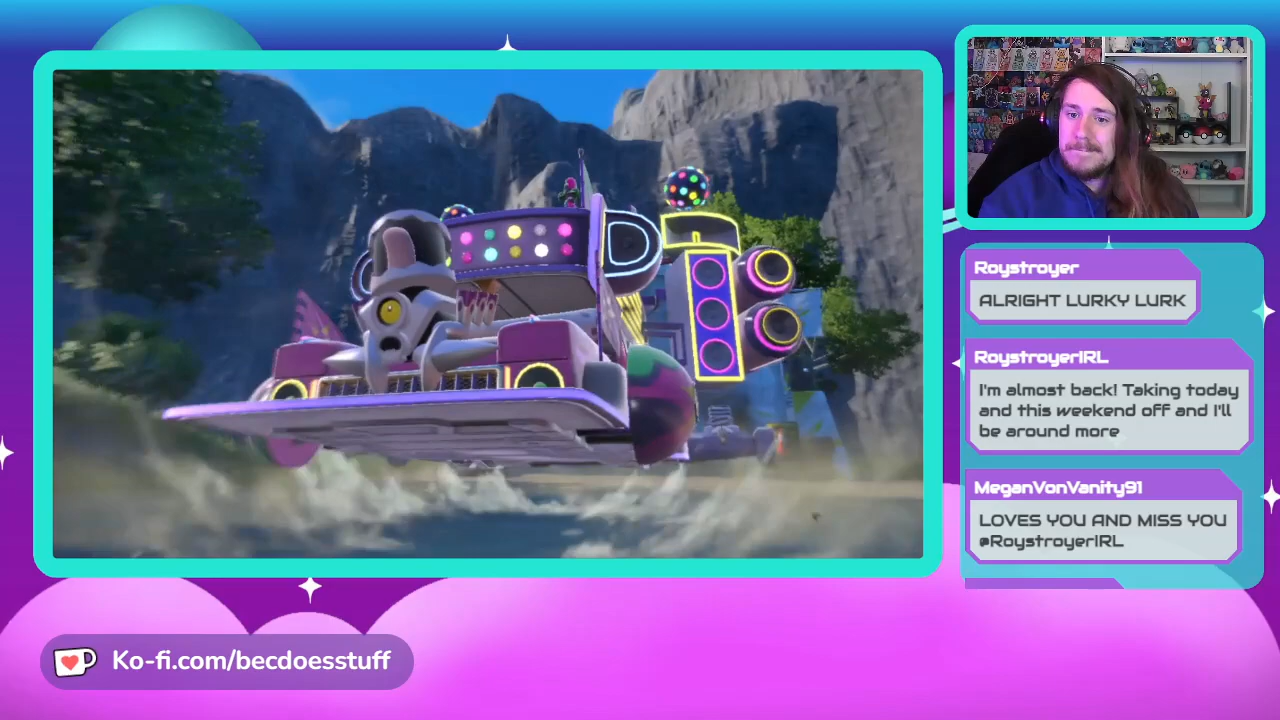 Roystroyer
ALRIGHT LURKY LURK
RoystroyerIRL
I'm almost back! Taking today
and this weekend off and I'll
be around more
MeganVonVanity91
LOVES YOU AND MISS YOU
@RoystroyerIRL
Ko-fi.com/becdoesstuff